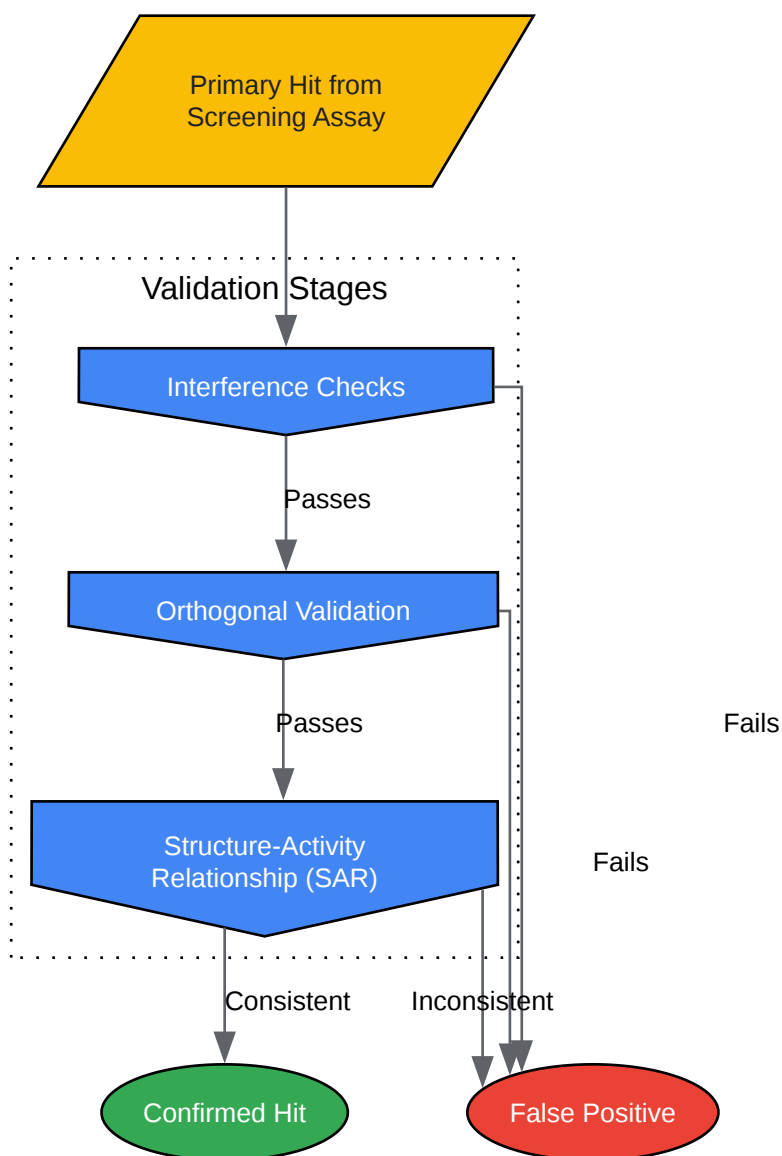 Primary Hit from
Screening Assay
Validation Stages
Interference Checks
Passes
Orthogonal Validation
Passes
Fails
Structure-Activity
Relationship (SAR)
Fails
Consistent
Inconsistent
Confirmed Hit
False Positive